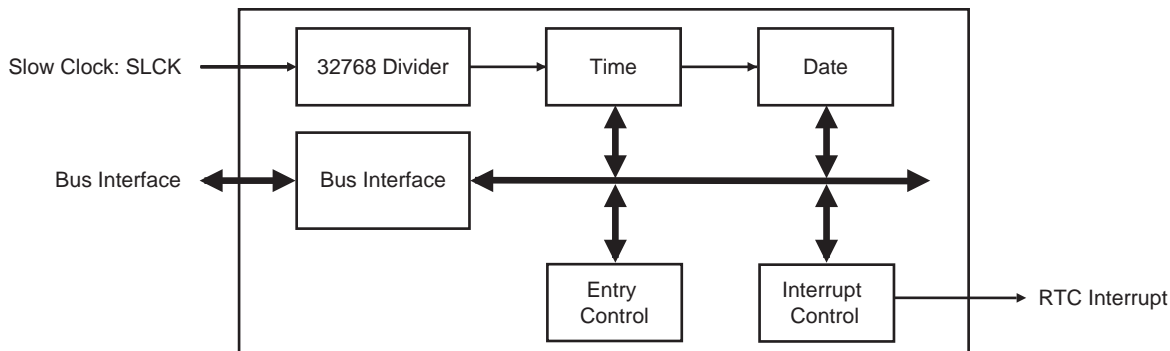 Slow Clock: SLCK
32768 Divider
Time
Date
Bus Interface
Bus Interface
Entry
Control
Interrupt
Control
RTC Interrupt